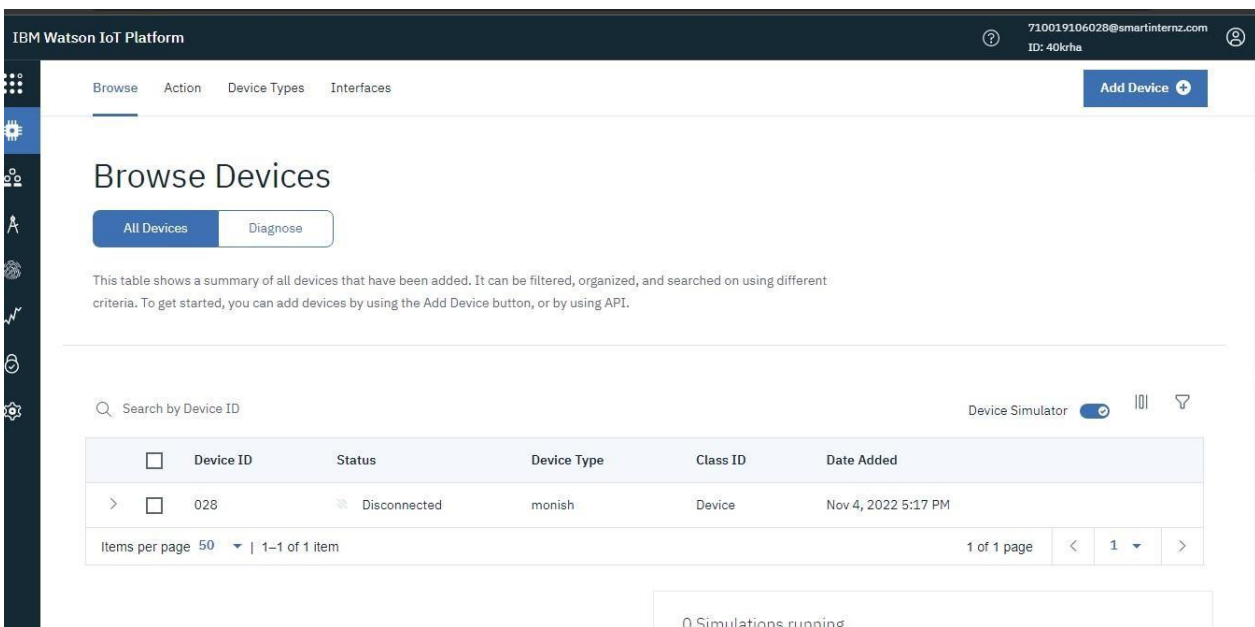 IBM Watson IoT Platform
710019106028@smartinternz.com
ID: 40krha
Browse Action Device Types Interfaces
Add Device
Browse Devices
All Devices Diagnose
This table shows a summary of all devices that have been added. It can be filtered, organized, and searched on using different
criteria. To get started, you can add devices by using the Add Device button, or by using API.
Search by Device ID
Device Simulator
Device ID Status Device Type Class ID Date Added
028 Disconnected monish Device Nov 4, 2022 5:17 PM
Items per page 50 | 1–1 of 1 item
1 of 1 page < 1 >
0 Simulations running